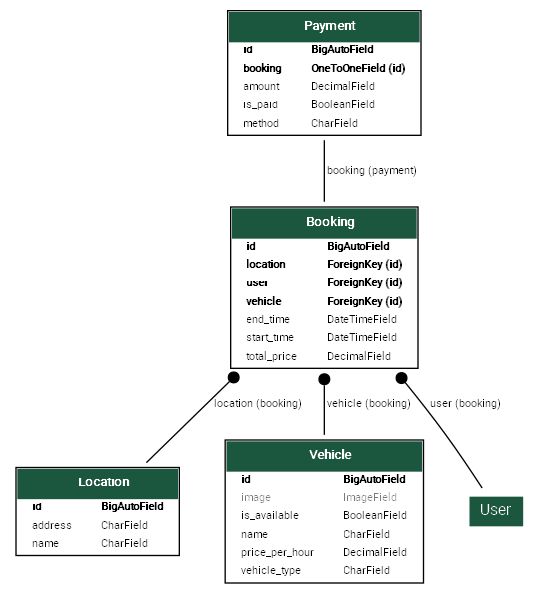 Payment
id BigAutoField
booking OneToOneField (id)
amount DecimalField
is_paid BooleanField
method CharField
booking (payment)
Booking
id BigAutoField
location ForeignKey (id)
user ForeignKey (id)
vehicle ForeignKey (id)
end_time DateTimeField
start_time DateTimeField
total_price DecimalField
location (booking) vehicle (booking) user (booking)
Vehicle
id BigAutoField
image ImageField
is_available BooleanField
name CharField
price_per_hour DecimalField
vehicle_type CharField
Location
id BigAutoField
address CharField
name CharField
User